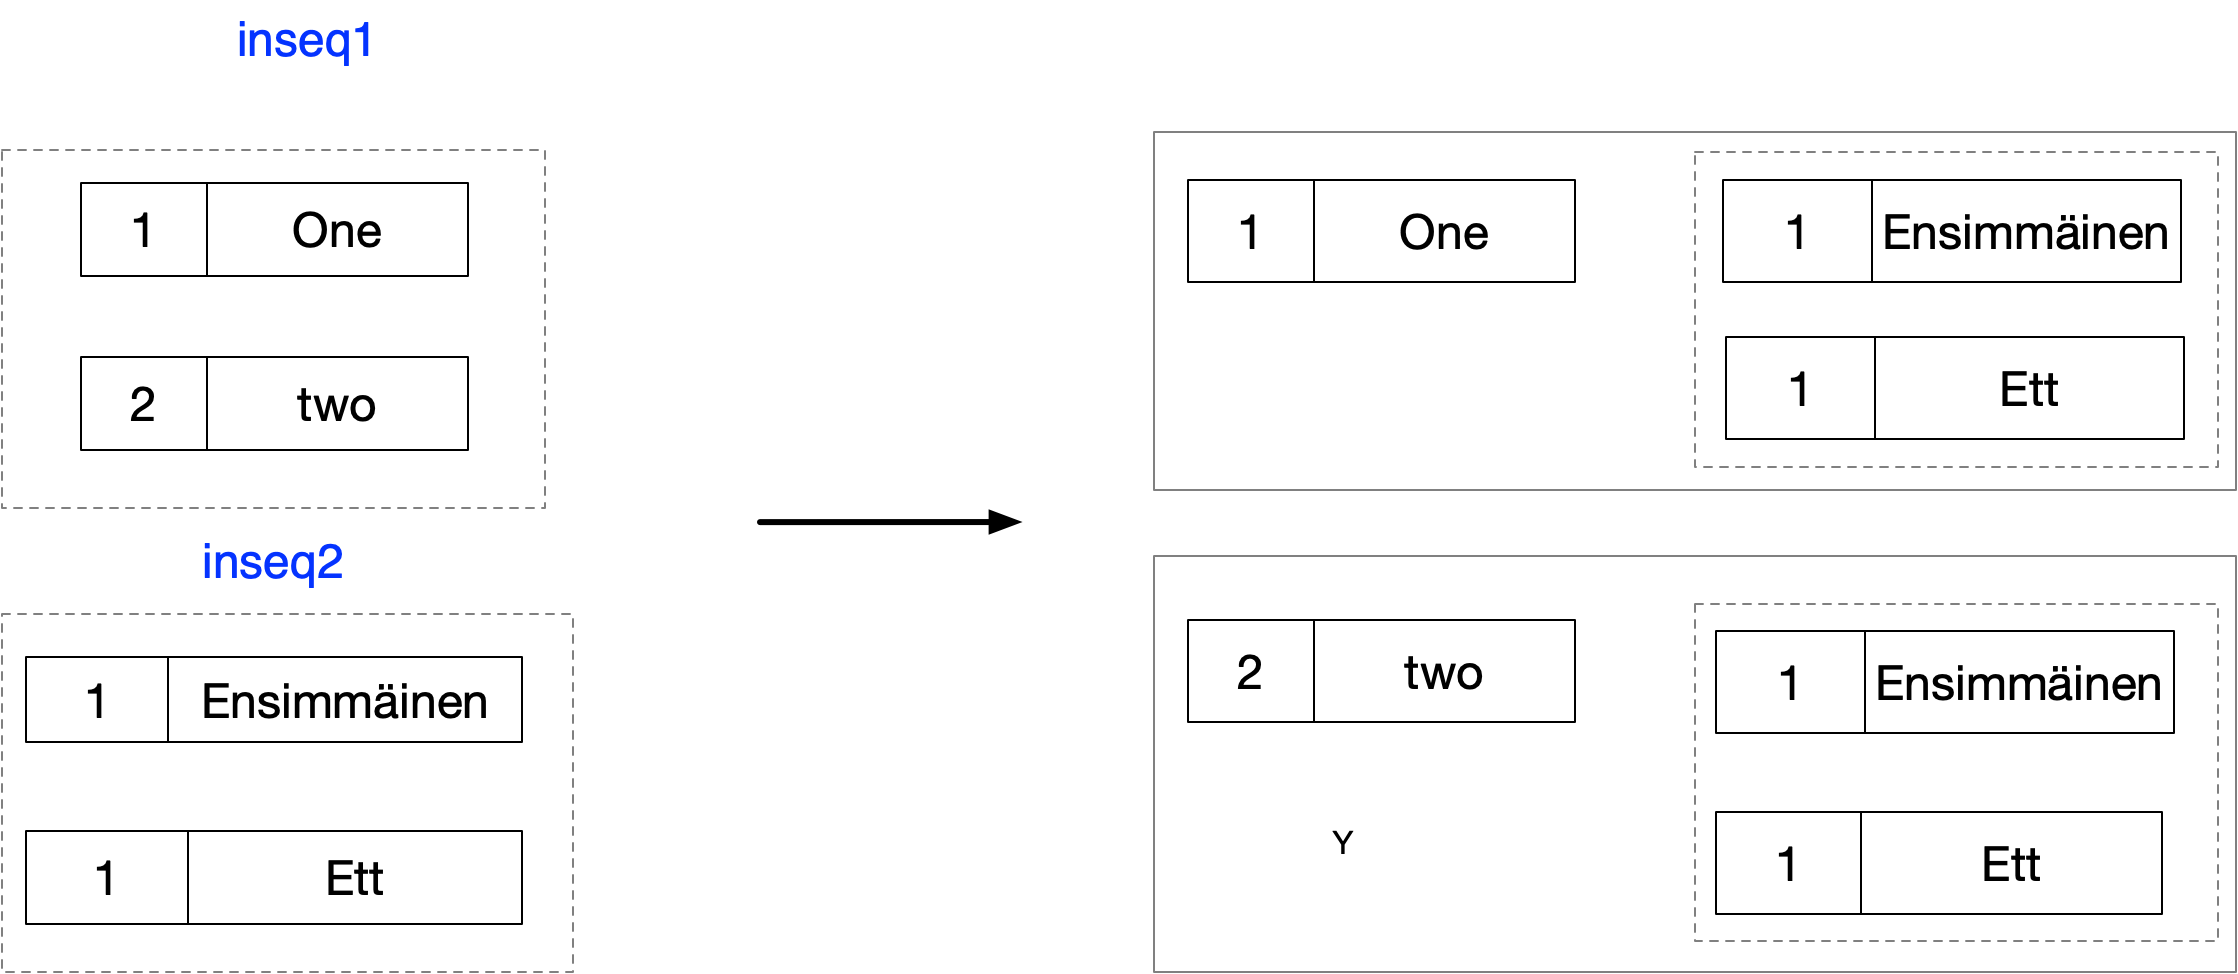 inseq1
1 One
2 two
inseq2
1 Ensimmäinen
1 Ett
1 One
1 Ensimmäinen
1 Ett
2 two
1 Ensimmäinen
Y
1 Ett